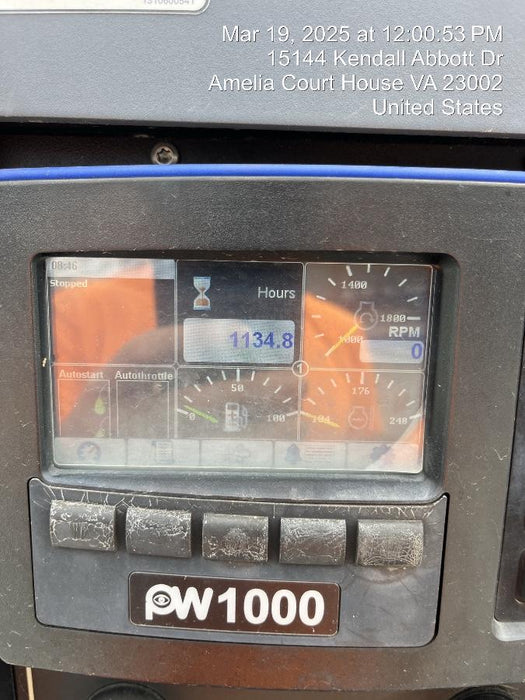 Mar 19, 2025 at 12:00:53 PM
15144 Kendall Abbott Dr
Amelia Court House VA 23002
United States
08:46
Stopped
Hours
1134.8
1400
1800
1000
RPM
0
Autostart
Autothrottle
50
0
100
1
176
104
248
PW1000